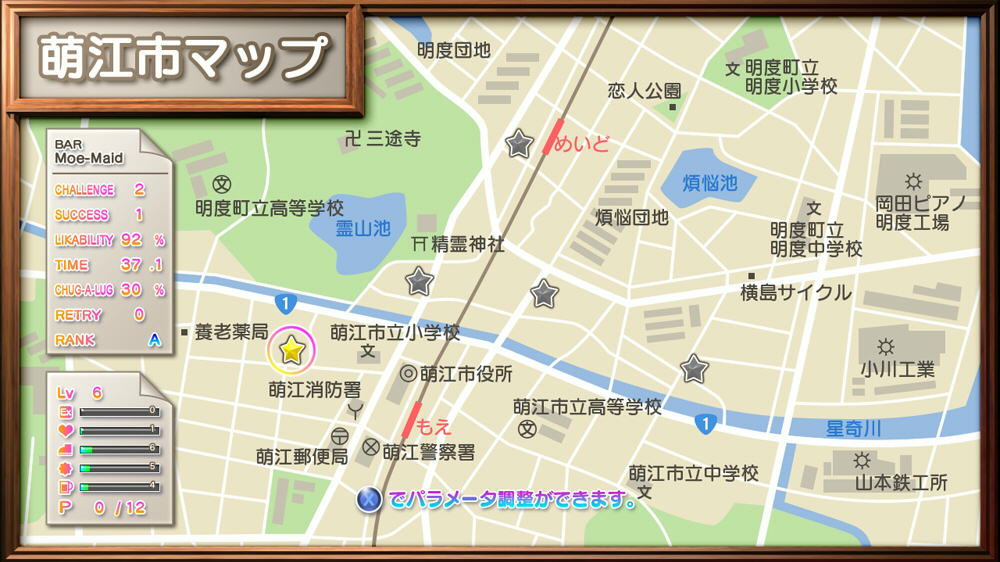 萌江市マップ
BAR
Moe-Maid
CHALLENGE 2
SUCCESS 1
LIKABILITY 92 %
TIME 37 .1
CHUG-A-LUG 30 %
RETRY 0
RANK A
Lv 6
Ex 0
1
6
5
4
P 0 /12
明度団地
卍 三途寺
文
明度町立高等学校
霊山池
精霊神社
めいど
恋人公園
文 明度町立
明度小学校
煩悩池
煩悩団地
文
明度町立
明度中学校
岡田ピアノ
明度工場
横島サイクル
1
養老薬局
萌江市立小学校
文
萌江消防署
萌江市役所
もえ
萌江郵便局
萌江警察署
萌江市立高等学校
文
1
小川工業
星奇川
山本鉄工所
萌江市立中学校
文
X でパラメータ調整ができます。